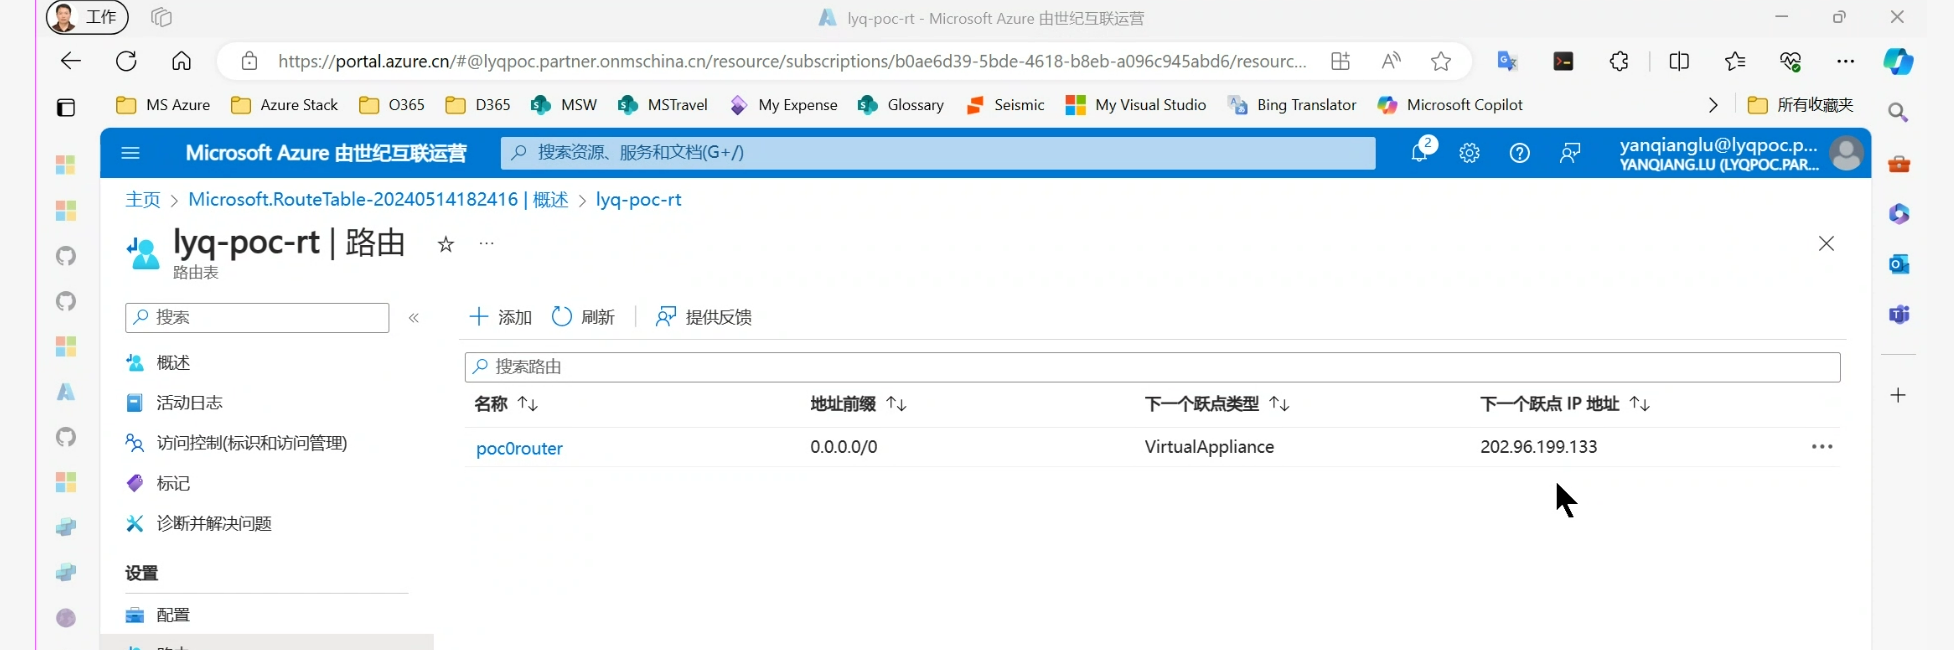 工作
lyq-poc-rt - Microsoft Azure 由世纪互联运营
https://portal.azure.cn/#@lyqpoc.partner.onmschina.cn/resource/subscriptions/b0ae6d39-5bde-4618-b8eb-a096c945abd6/resourc...
MS Azure Azure Stack O365 D365 MSW MSTravel My Expense Glossary Seismic My Visual Studio Bing Translator Microsoft Copilot 所有收藏夹
Microsoft Azure 由世纪互联运营 搜索资源、服务和文档(G+/) 2 yanqianglu@lyqpoc.p...
YANQIANG.LU (LYQPOC.PAR...
主页 > Microsoft.RouteTable-20240514182416 | 概述 > lyq-poc-rt
lyq-poc-rt | 路由 ☆ ...
路由表
搜索 « 添加 刷新 提供反馈
概述 搜索路由
活动日志 名称 ↑↓ 地址前缀 ↑↓ 下一个跃点类型 ↑↓ 下一个跃点 IP 地址 ↑↓
访问控制(标识和访问管理) poc0router 0.0.0.0/0 VirtualAppliance 202.96.199.133 ...
标记
诊断并解决问题
设置
配置